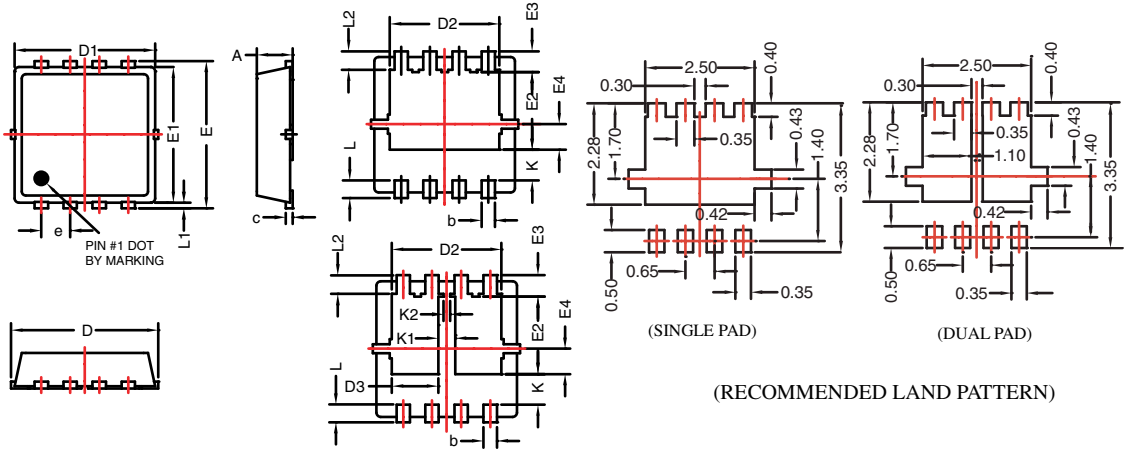 D1
E1
E
L1
e
PIN #1 DOT
BY MARKING
A
c
D
L2
D2
E3
E2
E4
L
K
b
L2
D2
E3
K2
K1
E2
E4
L
D3
K
b
2.50
0.40
0.30
0.35
0.43
2.28
1.70
1.40
3.35
0.42
0.65
0.50
0.35
(SINGLE PAD)
2.50
0.40
0.30
0.35
0.43
2.28
1.70
1.10
1.40
3.35
0.42
0.65
0.50
0.35
(DUAL PAD)
(RECOMMENDED LAND PATTERN)